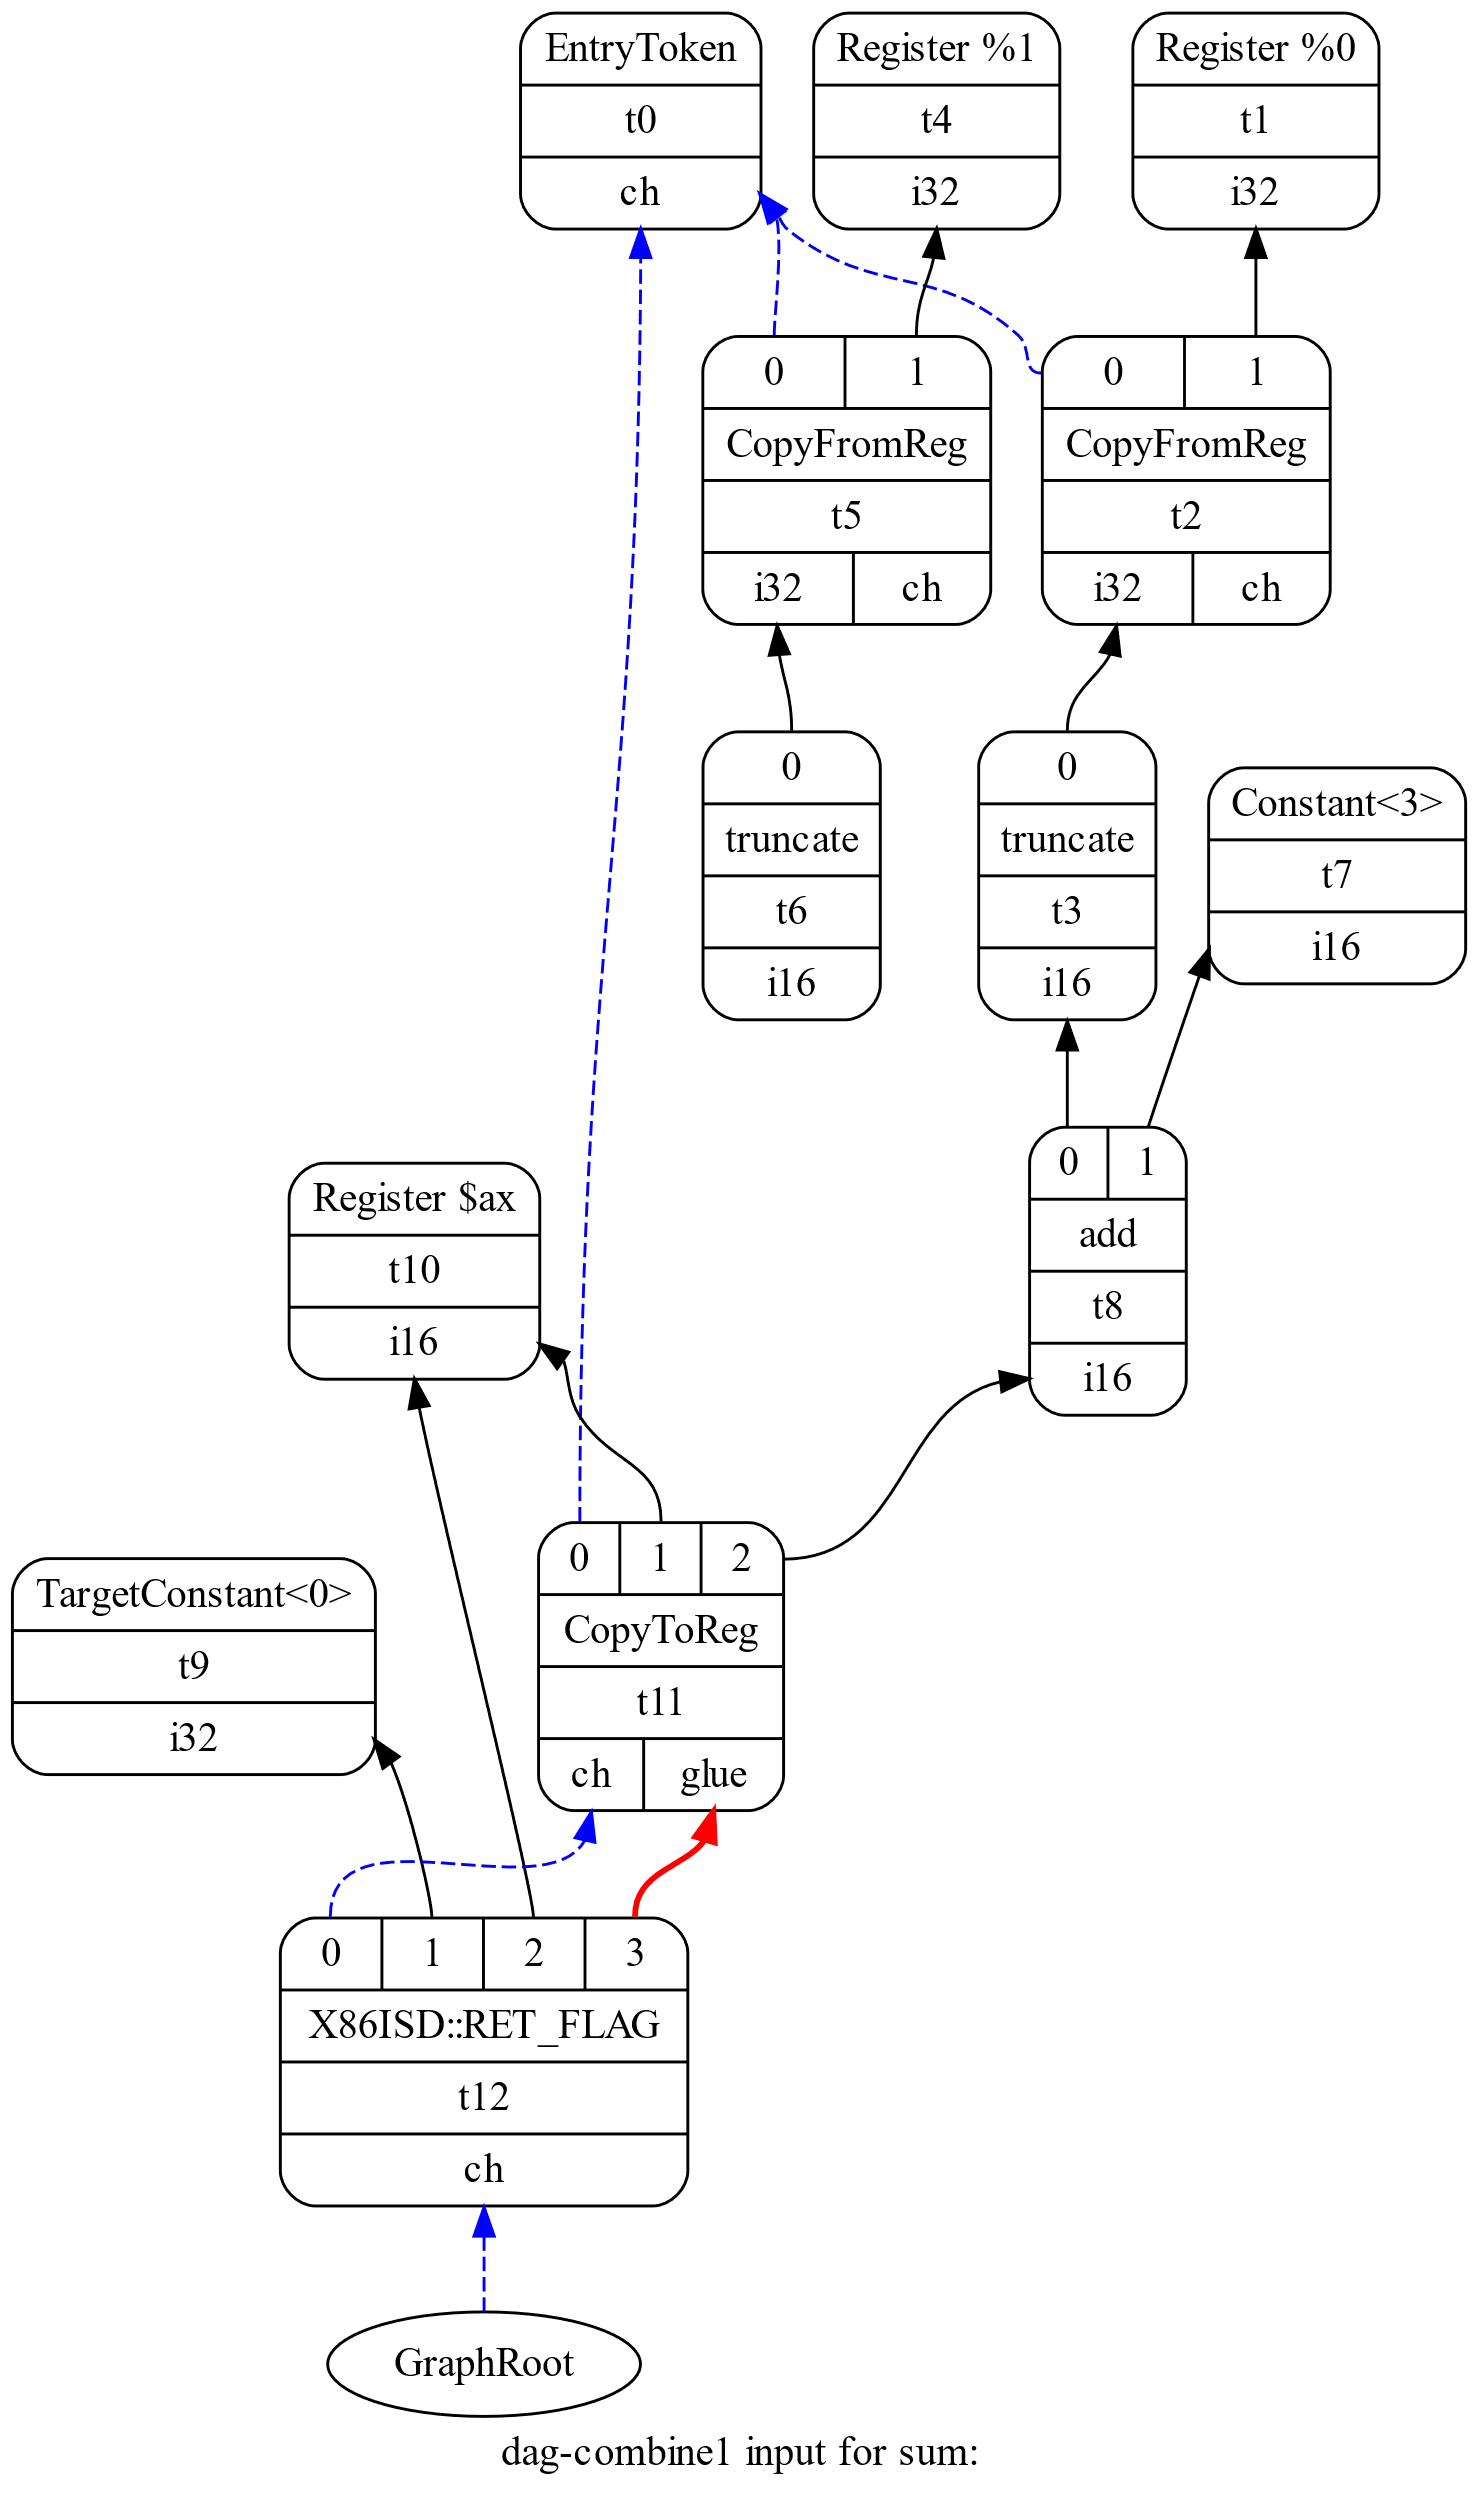 EntryToken
t0
ch
Register %1
t4
i32
Register %0
t1
i32
0 1
CopyFromReg
t5
i32 ch
0 1
CopyFromReg
t2
i32 ch
0
truncate
t6
i16
0
truncate
t3
i16
Constant<3>
t7
i16
0 1
add
t8
i16
Register $ax
t10
i16
0 1 2
CopyToReg
t11
ch glue
TargetConstant<0>
t9
i32
0 1 2 3
X86ISD::RET_FLAG
t12
ch
GraphRoot
dag-combine1 input for sum: